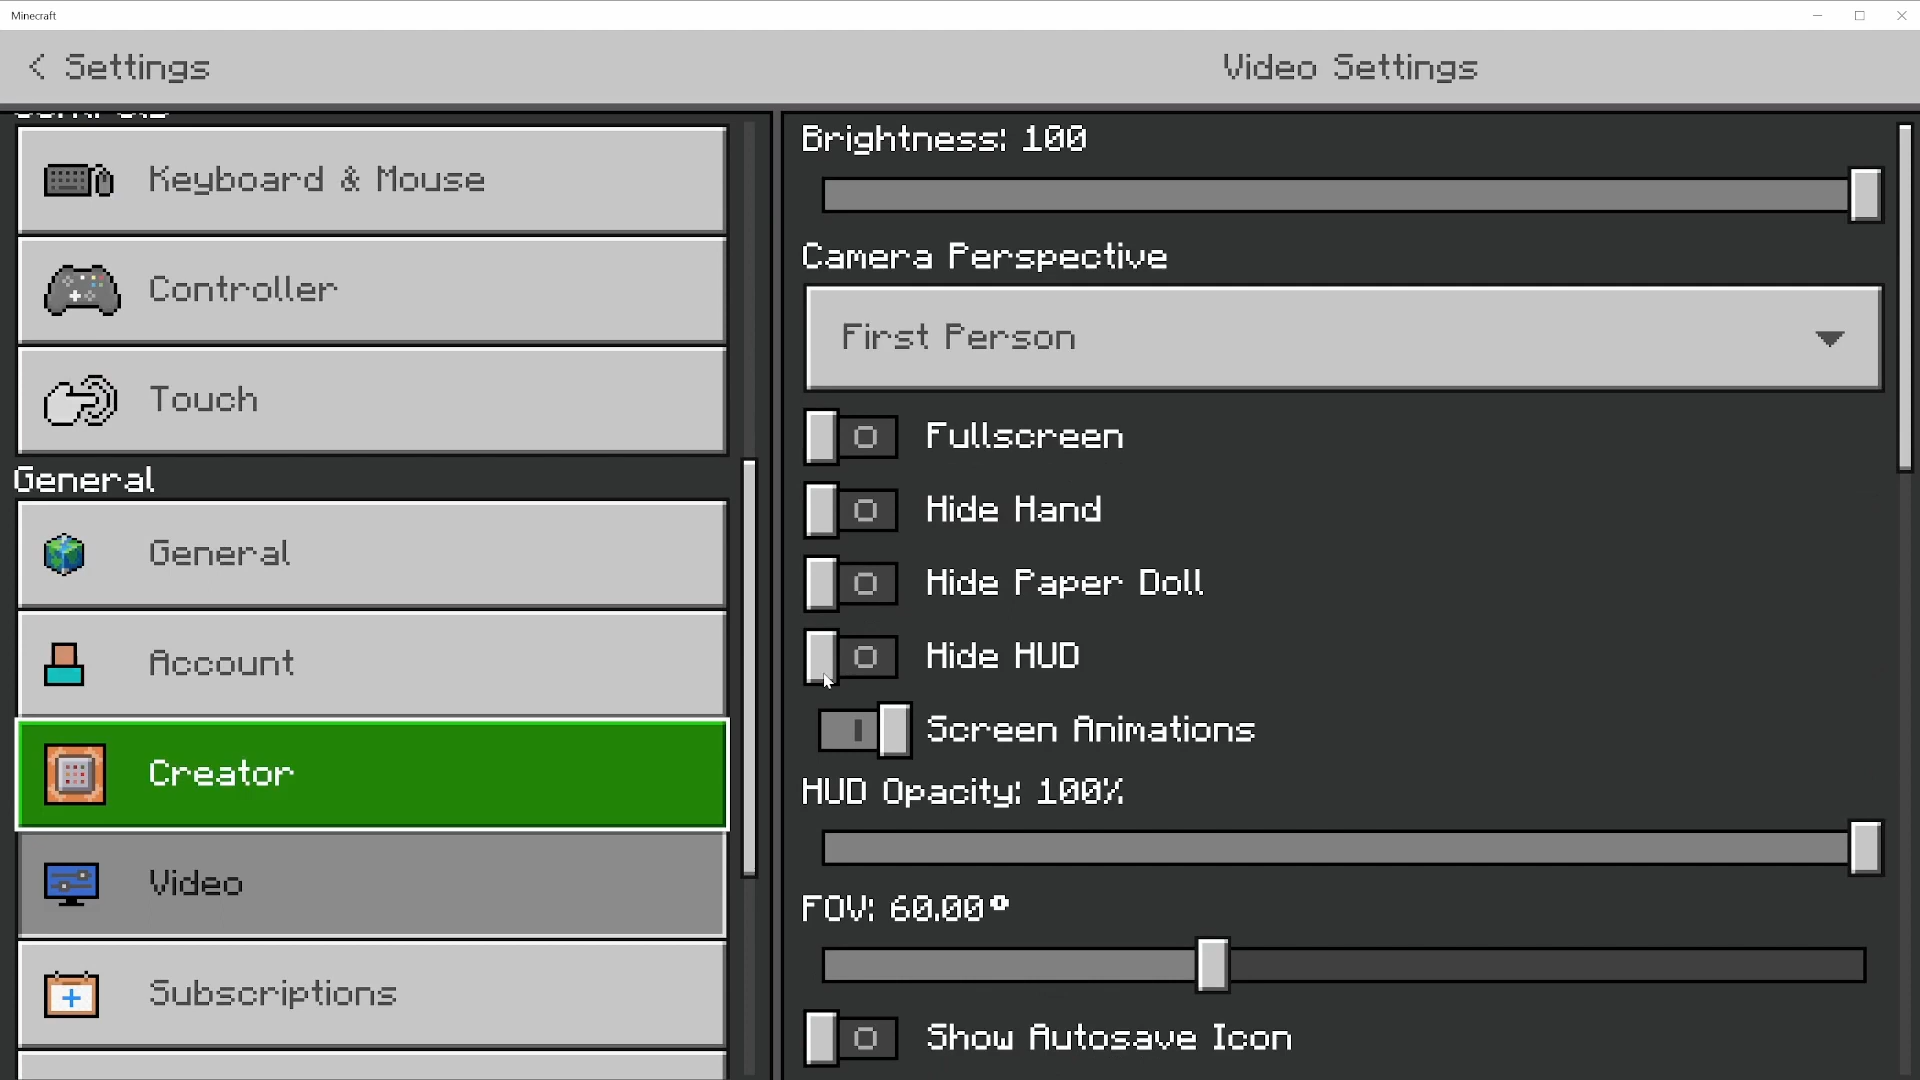 Minecraft
Settings
Video Settings
Controls
Keyboard & Mouse
Controller
Touch
General
General
Account
Creator
Video
Subscriptions
Brightness: 100
Camera Perspective
First Person
Fullscreen
Hide Hand
Hide Paper Doll
Hide HUD
Screen Animations
HUD Opacity: 100%
FOV: 60.00°
Show Autosave Icon